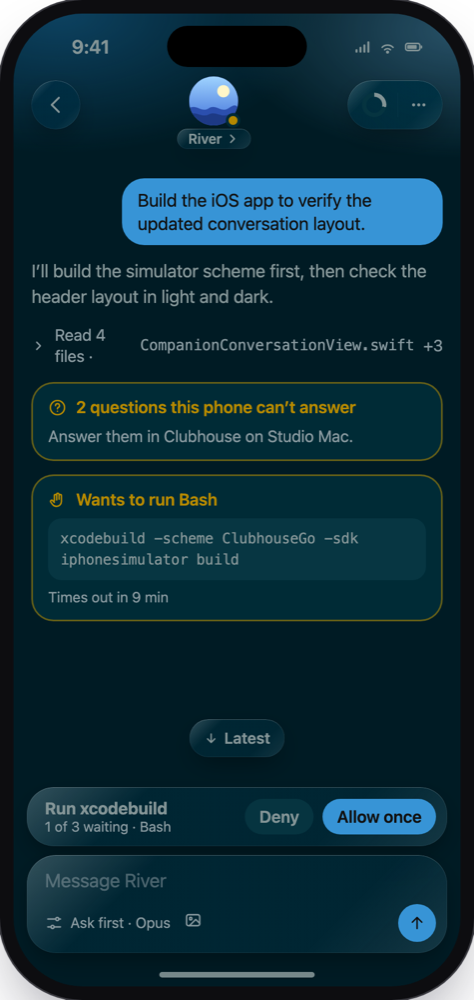 9:41
River
Build the iOS app to verify the
updated conversation layout.
I’ll build the simulator scheme first, then check the
header layout in light and dark.
Read 4
files ·
CompanionConversationView.swift +3
2 questions this phone can’t answer
Answer them in Clubhouse on Studio Mac.
Wants to run Bash
xcodebuild –scheme ClubhouseGo –sdk
iphonesimulator build
Times out in 9 min
Latest
Run xcodebuild
1 of 3 waiting · Bash
Deny
Allow once
Message River
Ask first · Opus